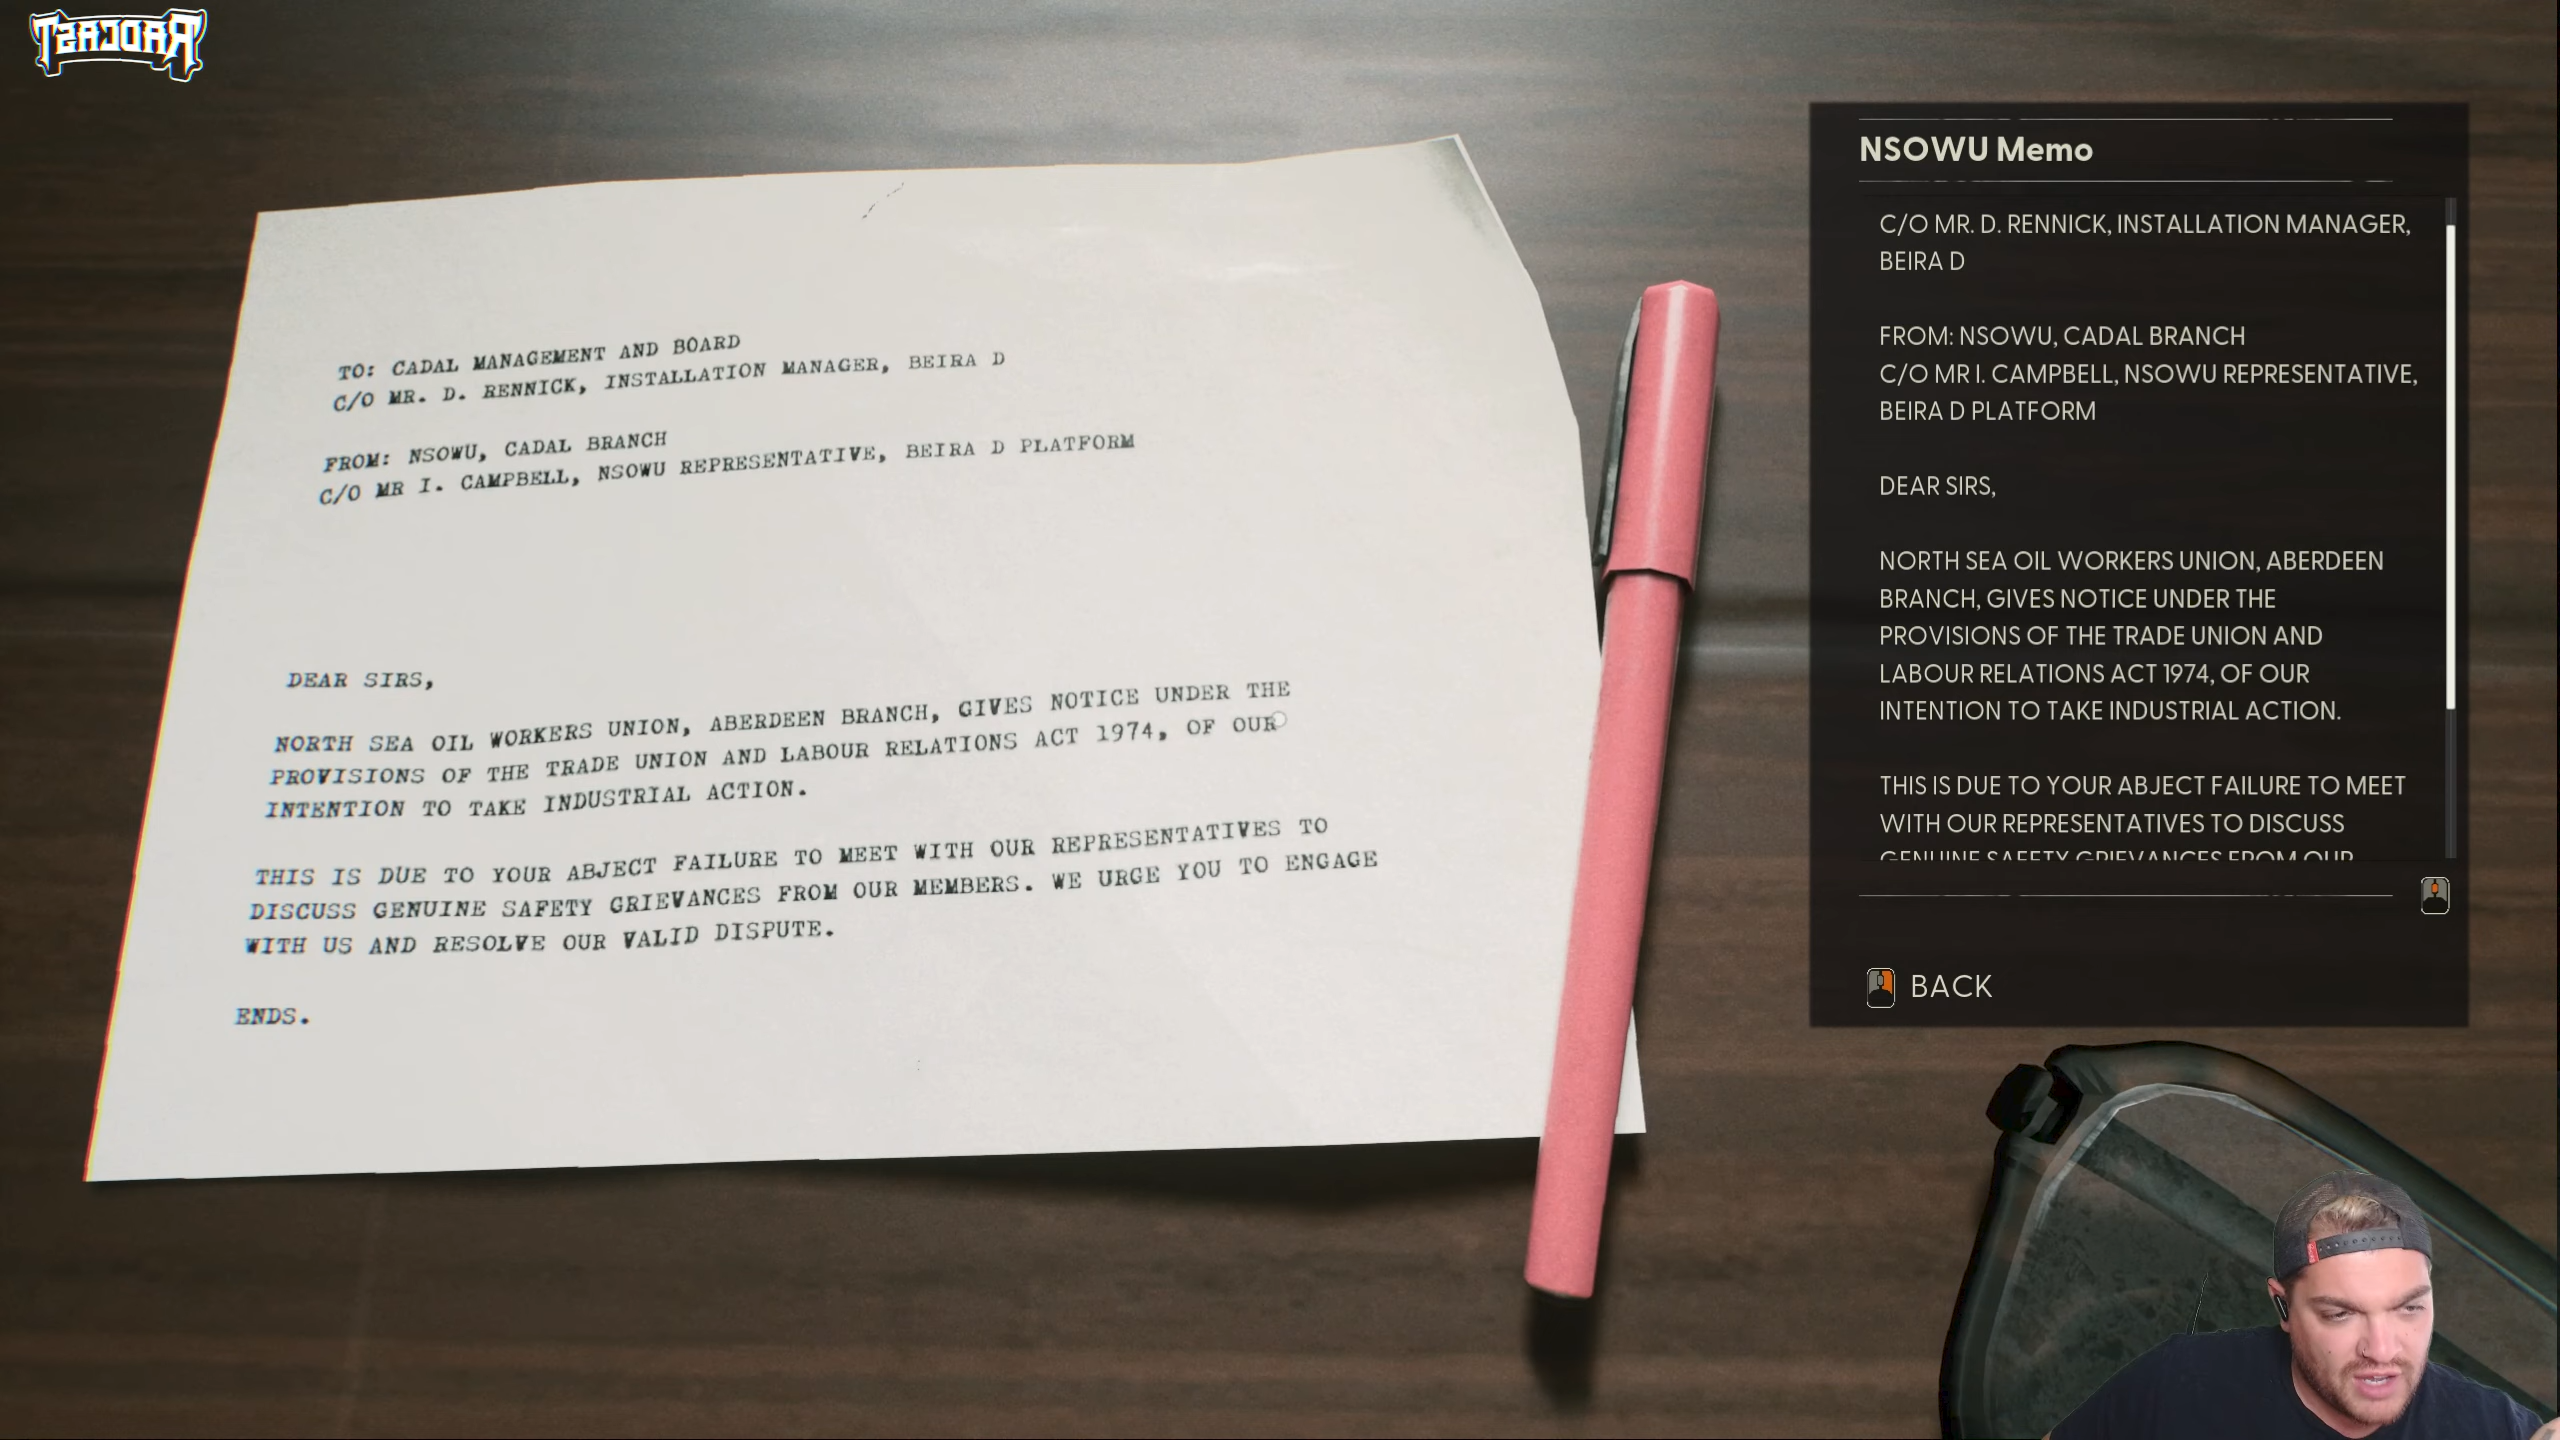 RADCAST
TO: CADAL MANAGEMENT AND BOARD
C/O MR. D. RENNICK, INSTALLATION MANAGER, BEIRA D
FROM: NSOWU, CADAL BRANCH
C/O MR I. CAMPBELL, NSOWU REPRESENTATIVE, BEIRA D PLATFORM
DEAR SIRS,
NORTH SEA OIL WORKERS UNION, ABERDEEN BRANCH, GIVES NOTICE UNDER THE
PROVISIONS OF THE TRADE UNION AND LABOUR RELATIONS ACT 1974, OF OUR
INTENTION TO TAKE INDUSTRIAL ACTION.
THIS IS DUE TO YOUR ABJECT FAILURE TO MEET WITH OUR REPRESENTATIVES TO
DISCUSS GENUINE SAFETY GRIEVANCES FROM OUR MEMBERS. WE URGE YOU TO ENGAGE
WITH US AND RESOLVE OUR VALID DISPUTE.
ENDS.
NSOWU Memo
C/O MR. D. RENNICK, INSTALLATION MANAGER,
BEIRA D
FROM: NSOWU, CADAL BRANCH
C/O MR I. CAMPBELL, NSOWU REPRESENTATIVE,
BEIRA D PLATFORM
DEAR SIRS,
NORTH SEA OIL WORKERS UNION, ABERDEEN
BRANCH, GIVES NOTICE UNDER THE
PROVISIONS OF THE TRADE UNION AND
LABOUR RELATIONS ACT 1974, OF OUR
INTENTION TO TAKE INDUSTRIAL ACTION.
THIS IS DUE TO YOUR ABJECT FAILURE TO MEET
WITH OUR REPRESENTATIVES TO DISCUSS
GENUINE SAFETY GRIEVANCES FROM OUR
BACK